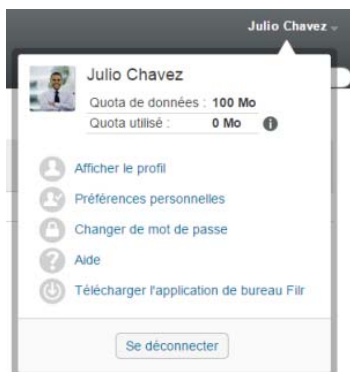 Julio Chavez
Julio Chavez
Quota de données : 100 Mo
Quota utilisé : 0 Mo
Afficher le profil
Préférences personnelles
Changer de mot de passe
Aide
Télécharger l'application de bureau Filr
Se déconnecter